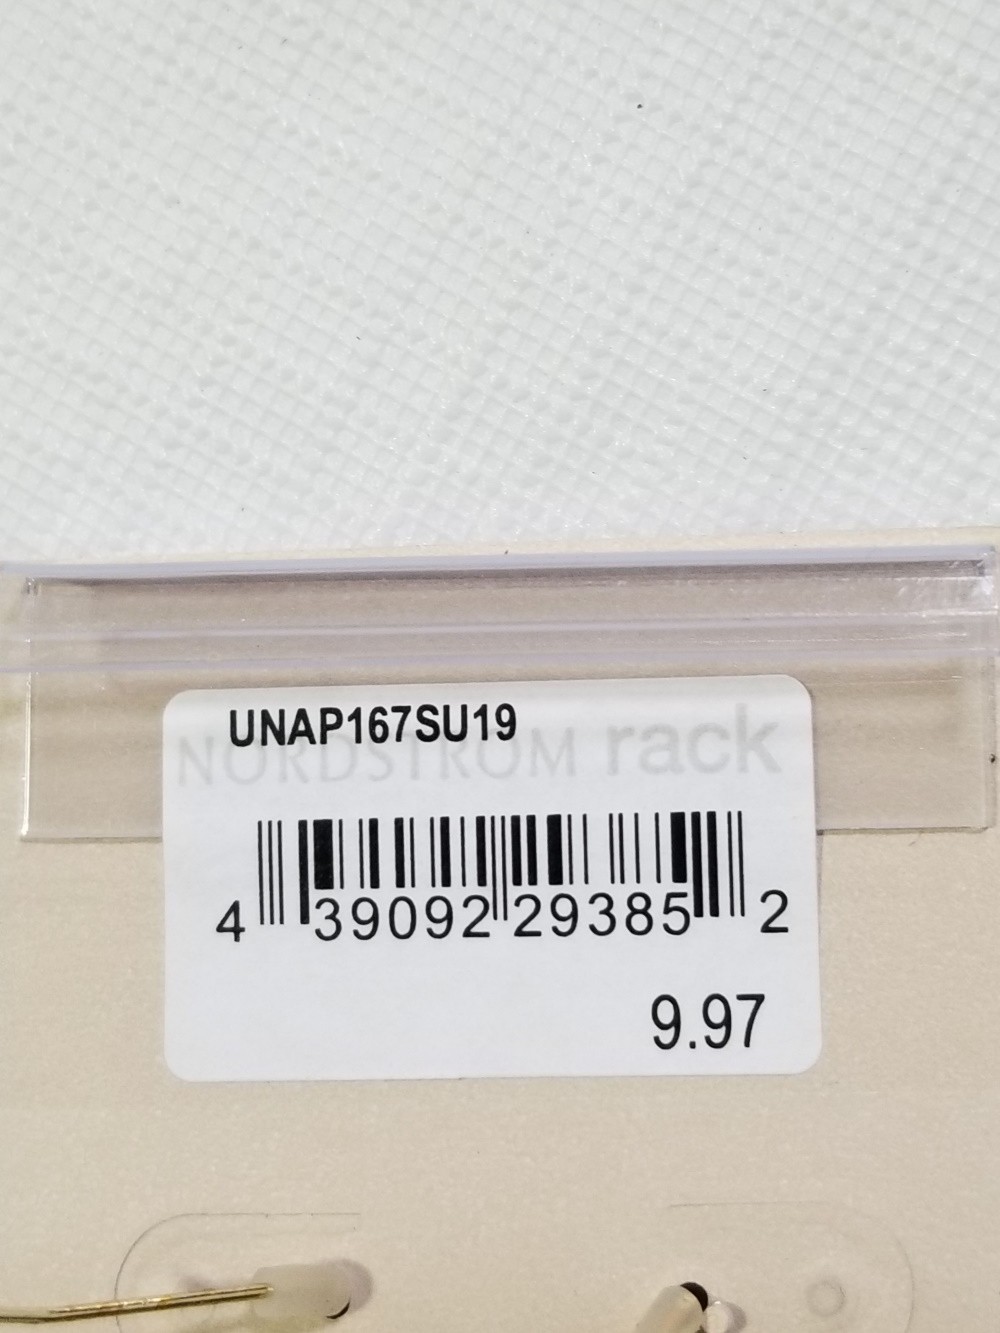 UNAP167SU19
NORDSTROM rack
4 39092 29385 2
9.97